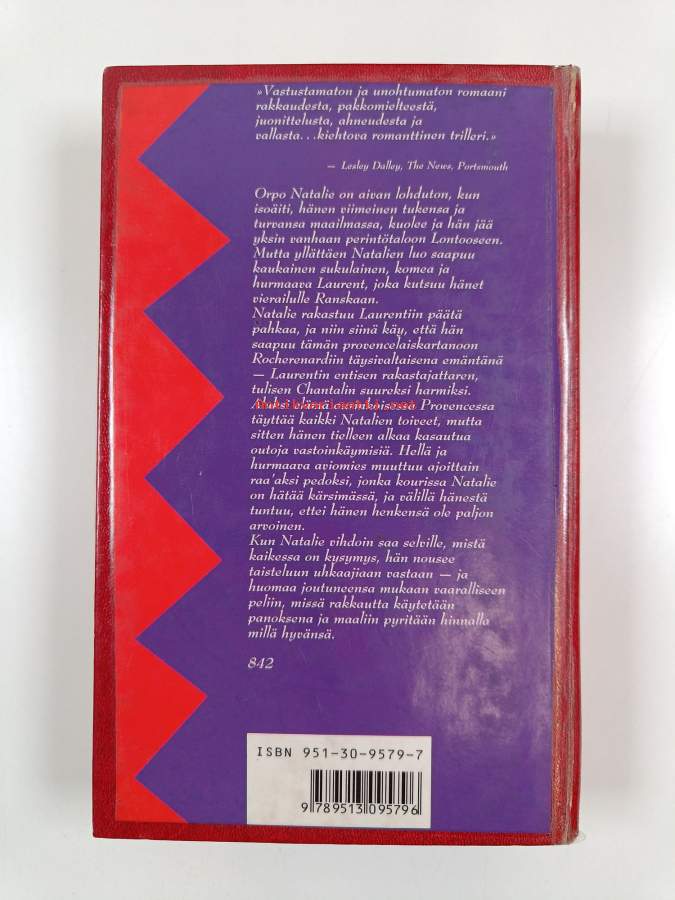 »Vastustamaton ja unohtumaton romaani
rakkaudesta, pakkomielteestä,
juonittelusta, ahneudesta ja
vallasta. . .kiehtova romanttinen trilleri.»
— Lesley Dalley, The News, Portsmouth
Orpo Natalie on aivan lohduton, kun
isoäiti, hänen viimeinen tukensa ja
turvansa maailmassa, kuolee ja hän jää
yksin vanhaan perintötaloon Lontooseen.
Mutta yllättäen Natalien luo saapuu
kaukainen sukulainen, komea ja
hurmaava Laurent, joka kutsuu hänet
vierailulle Ranskaan.
Natalie rakastuu Laurentiin päätä
pahkaa, ja niin siinä käy, että hän
saapuu tämän provencelaiskartanoon
Rocherenardiin täysivaltaisena emäntänä
— Laurentin entisen rakastajattaren,
tulisen Chantalin suureksi harmiksi.
Aluksi elämä aurinkoisessa Provencessa
täyttää kaikki Natalien toiveet, mutta
sitten hänen tielleen alkaa kasautua
outoja vastoinkäymisiä. Hellä ja
hurmaava aviomies muuttuu ajoittain
raa'aksi pedoksi, jonka kourissa Natalie
on hätää kärsimässä, ja välillä hänestä
tuntuu, ettei hänen henkensä ole paljon
arvoinen.
Kun Natalie vihdoin saa selville, mistä
kaikessa on kysymys, hän nousee
taisteluun uhkaajiaan vastaan — ja
huomaa joutuneensa mukaan vaaralliseen
peliin, missä rakkautta käytetään
panoksena ja maaliin pyritään hinnalla
millä hyvänsä.
842
ISBN 951-30-9579-7
9 789513 095796